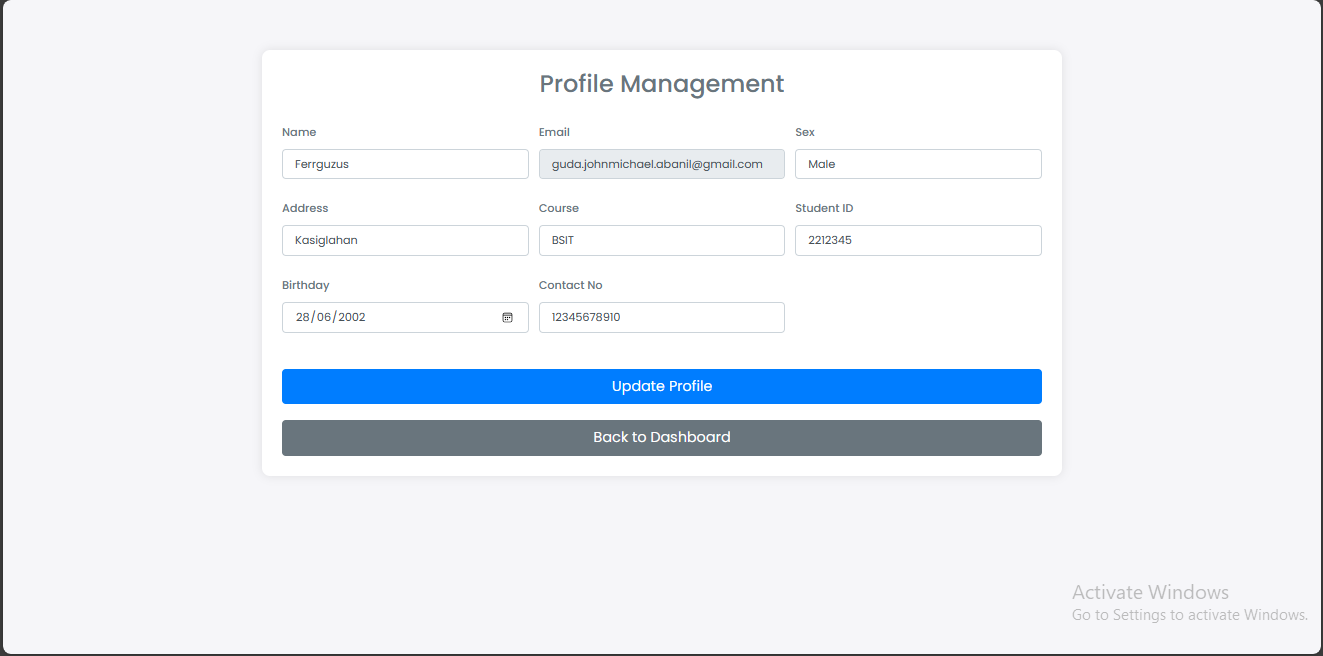 Profile Management
Name Email Sex
Ferrguzus guda.johnmichael.abanil@gmail.com Male
Address Course Student ID
Kasiglahan BSIT 2212345
Birthday Contact No
28/06/2002 12345678910
Update Profile
Back to Dashboard
Activate Windows
Go to Settings to activate Windows.